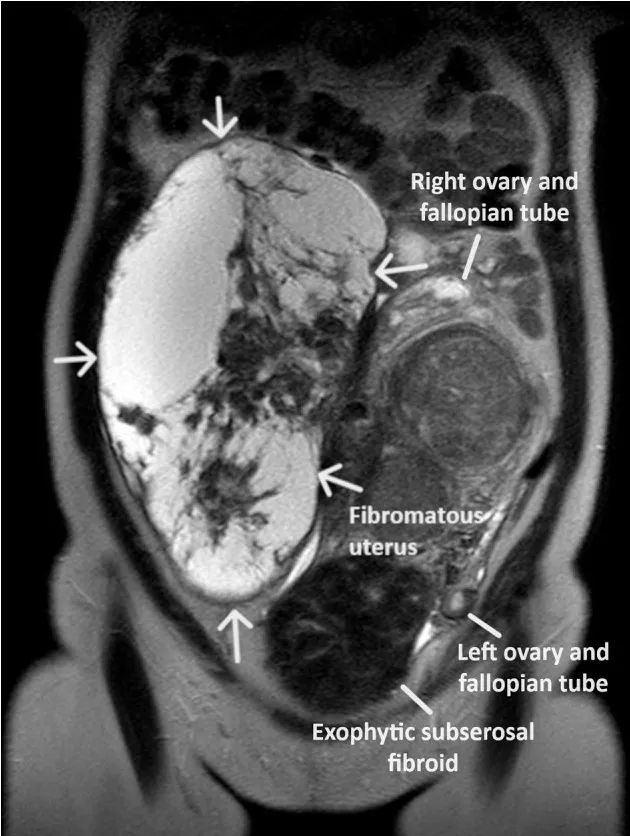 Right ovary and
fallopian tube
Fibromatous
uterus
Left ovary and
fallopian tube
Exophytic subserosal
fibroid